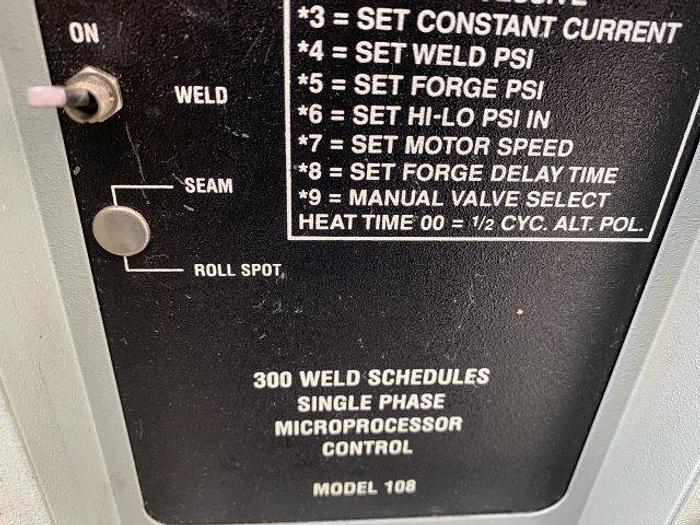 ON
WELD
SEAM
ROLL SPOT
*3 = SET CONSTANT CURRENT
*4 = SET WELD PSI
*5 = SET FORGE PSI
*6 = SET HI-LO PSI IN
*7 = SET MOTOR SPEED
*8 = SET FORGE DELAY TIME
*9 = MANUAL VALVE SELECT
HEAT TIME 00 = 1/2 CYC. ALT. POL.
300 WELD SCHEDULES
SINGLE PHASE
MICROPROCESSOR
CONTROL
MODEL 108